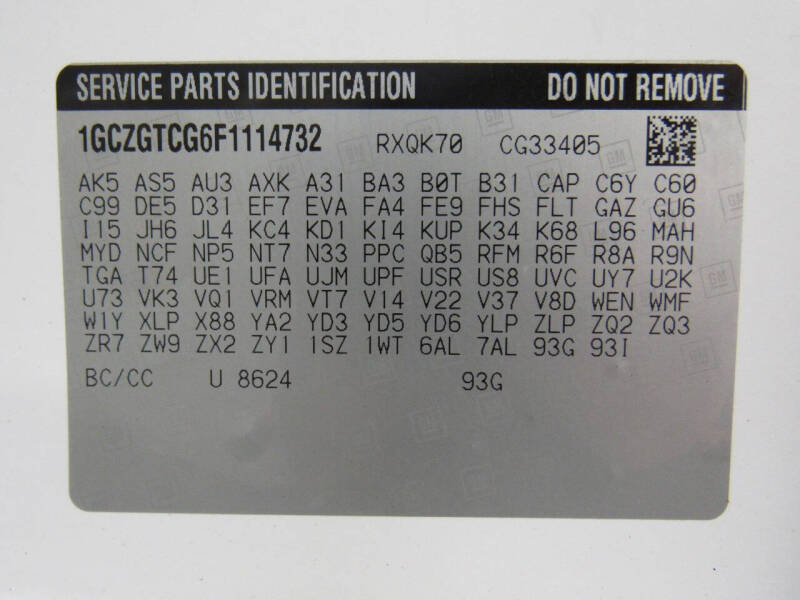 SERVICE PARTS IDENTIFICATION DO NOT REMOVE
1GCZGTCG6F1114732 RXQK70 CG33405
AK5 AS5 AU3 AXK A31 BA3 B0T B31 CAP C6Y C60
C99 DE5 D31 EF7 EVA FA4 FE9 FHS FLT GAZ GU6
I15 JH6 JL4 KC4 KD1 KI4 KUP K34 K68 L96 MAH
MYD NCF NP5 NT7 N33 PPC QB5 RFM R6F R8A R9N
TGA T74 UE1 UFA UJM UPF USR US8 UVC UY7 U2K
U73 VK3 VQ1 VRM VT7 V14 V22 V37 V8D WEN WMF
W1Y XLP X88 YA2 YD3 YD5 YD6 YLP ZLP ZQ2 ZQ3
ZR7 ZW9 ZX2 ZY1 1SZ 1WT 6AL 7AL 93G 93I
BC/CC U 8624 93G